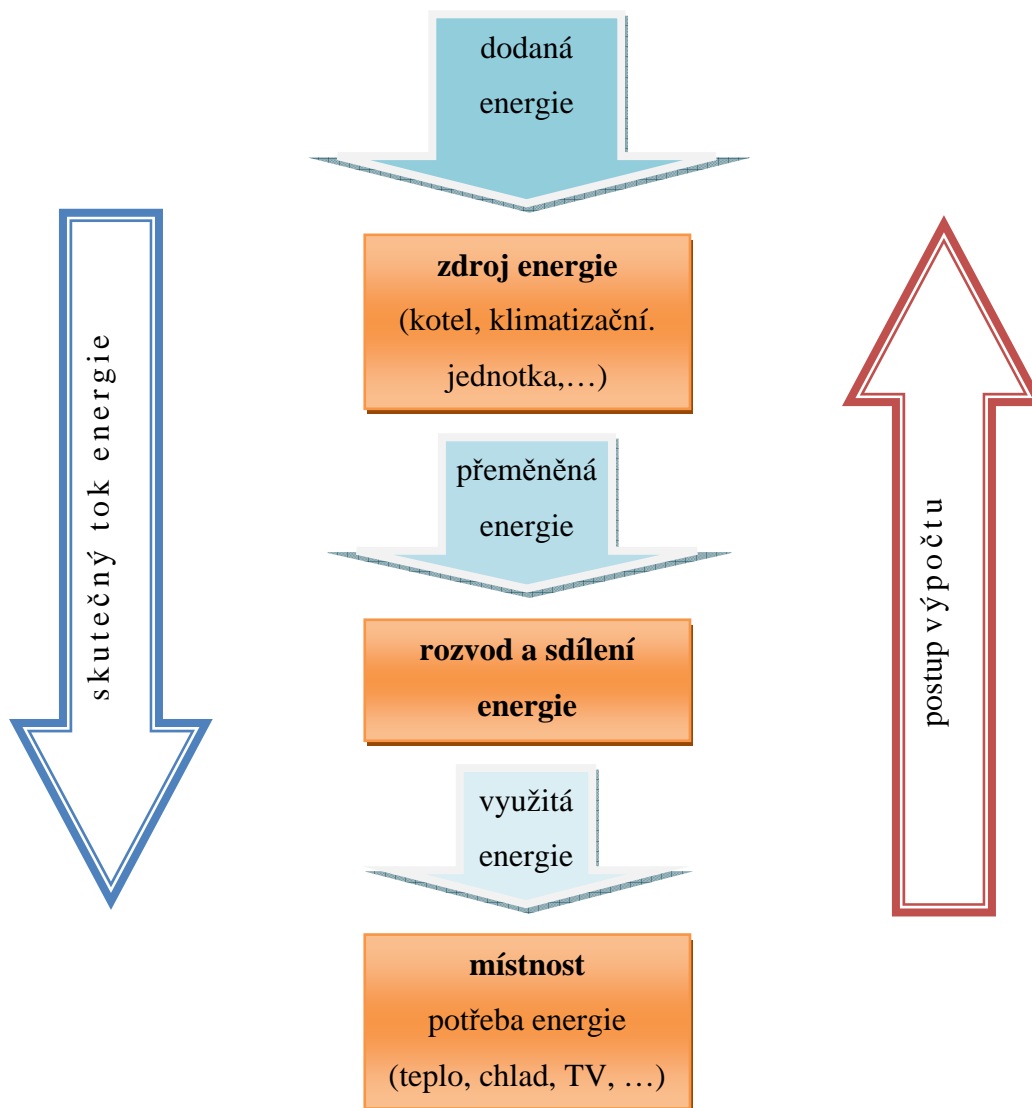 dodaná
energie
zdroj energie
(kotel, klimatizační.
jednotka,…)
skutečný tok energie
přeměněná
energie
postup výpočtu
rozvod a sdílení
energie
využitá
energie
místnost
potřeba energie
(teplo, chlad, TV, …)